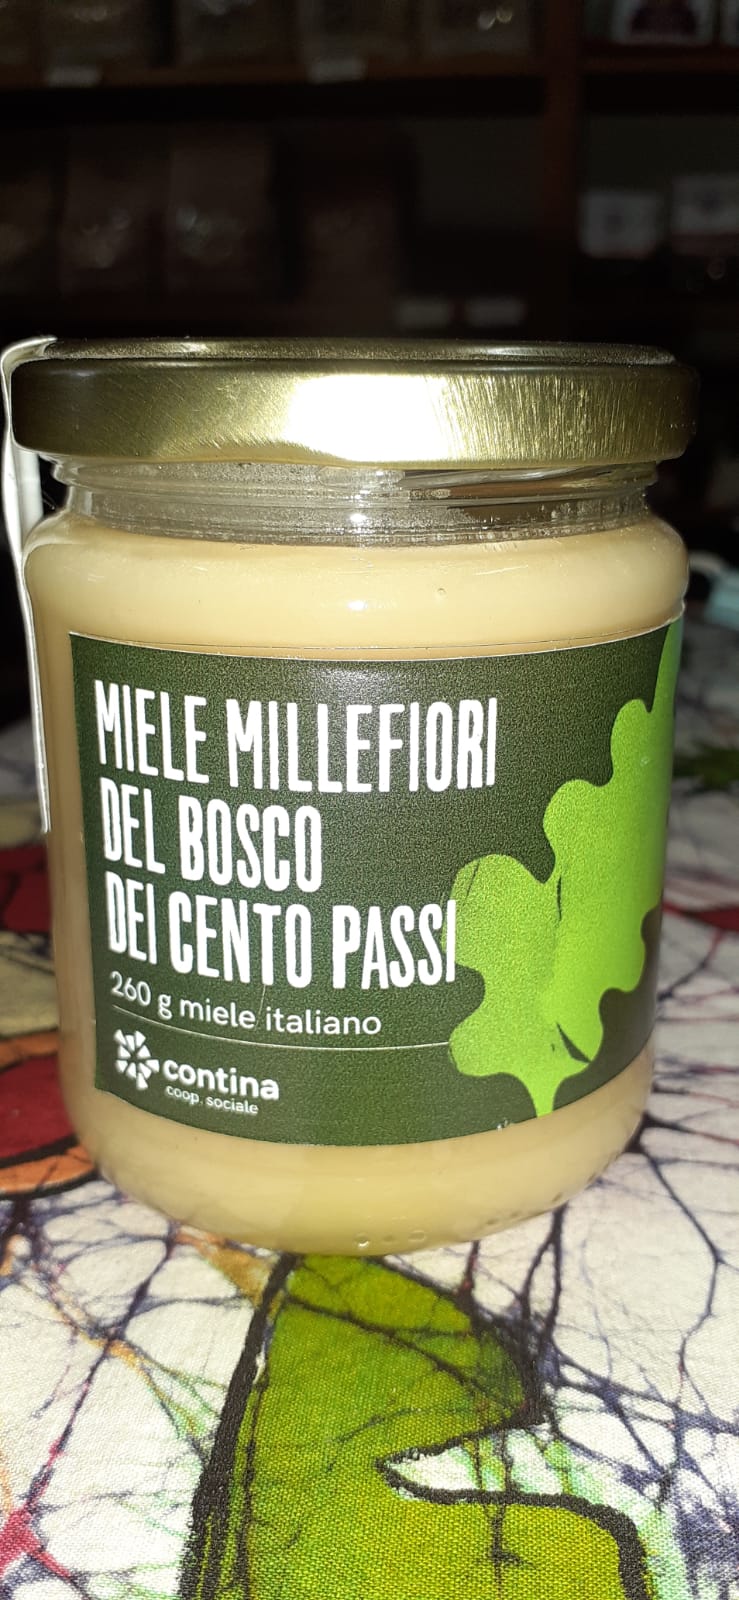 MIELE MILLEFIORI
DEL BOSCO
DEI CENTO PASSI
260 g miele italiano
contina
coop. sociale